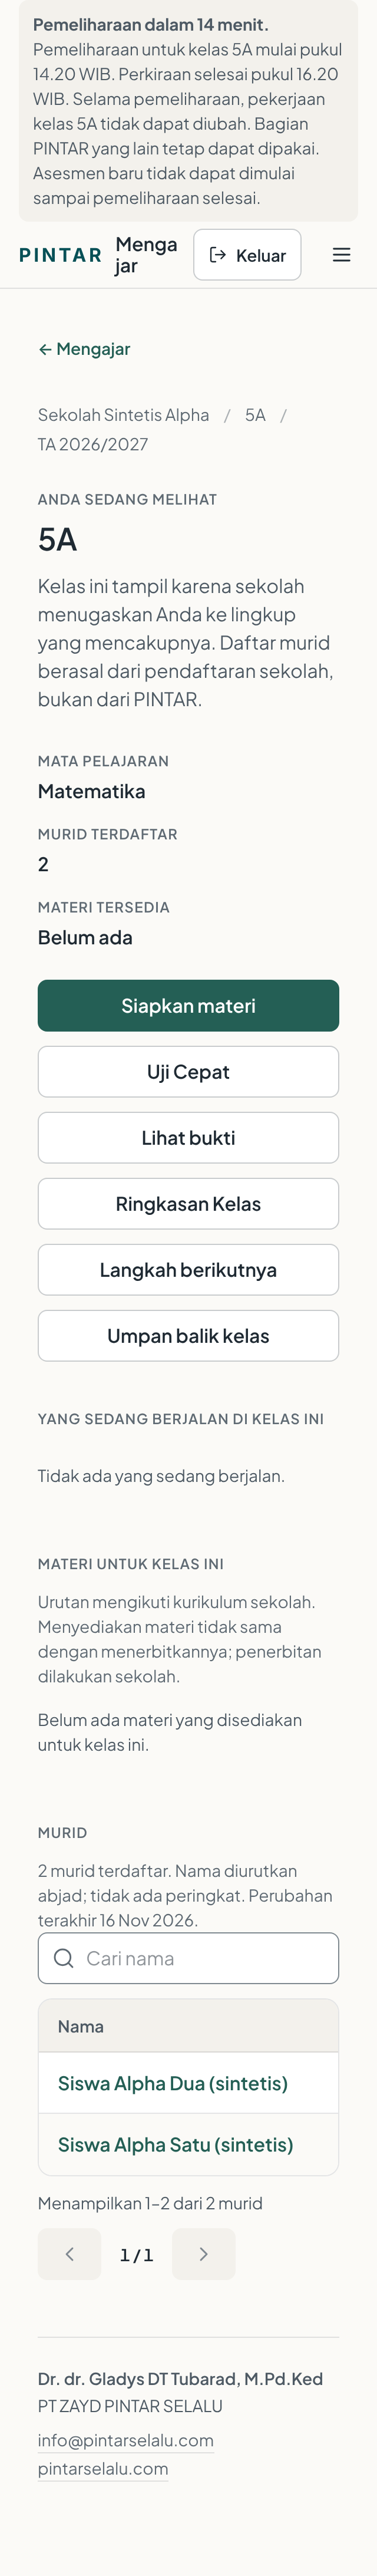 Pemeliharaan dalam 14 menit.
Pemeliharaan untuk kelas 5A mulai pukul
14.20 WIB. Perkiraan selesai pukul 16.20
WIB. Selama pemeliharaan, pekerjaan
kelas 5A tidak dapat diubah. Bagian
PINTAR yang lain tetap dapat dipakai.
Asesmen baru tidak dapat dimulai
sampai pemeliharaan selesai.
PINTAR
Menga
jar
Keluar
← Mengajar
Sekolah Sintetis Alpha / 5A /
TA 2026/2027
ANDA SEDANG MELIHAT
5A
Kelas ini tampil karena sekolah
menugaskan Anda ke lingkup
yang mencakupnya. Daftar murid
berasal dari pendaftaran sekolah,
bukan dari PINTAR.
MATA PELAJARAN
Matematika
MURID TERDAFTAR
2
MATERI TERSEDIA
Belum ada
Siapkan materi
Uji Cepat
Lihat bukti
Ringkasan Kelas
Langkah berikutnya
Umpan balik kelas
YANG SEDANG BERJALAN DI KELAS INI
Tidak ada yang sedang berjalan.
MATERI UNTUK KELAS INI
Urutan mengikuti kurikulum sekolah.
Menyediakan materi tidak sama
dengan menerbitkannya; penerbitan
dilakukan sekolah.
Belum ada materi yang disediakan
untuk kelas ini.
MURID
2 murid terdaftar. Nama diurutkan
abjad; tidak ada peringkat. Perubahan
terakhir 16 Nov 2026.
Cari nama
Nama
Siswa Alpha Dua (sintetis)
Siswa Alpha Satu (sintetis)
Menampilkan 1–2 dari 2 murid
1 / 1
Dr. dr. Gladys DT Tubarad, M.Pd.Ked
PT ZAYD PINTAR SELALU
info@pintarselalu.com
pintarselalu.com